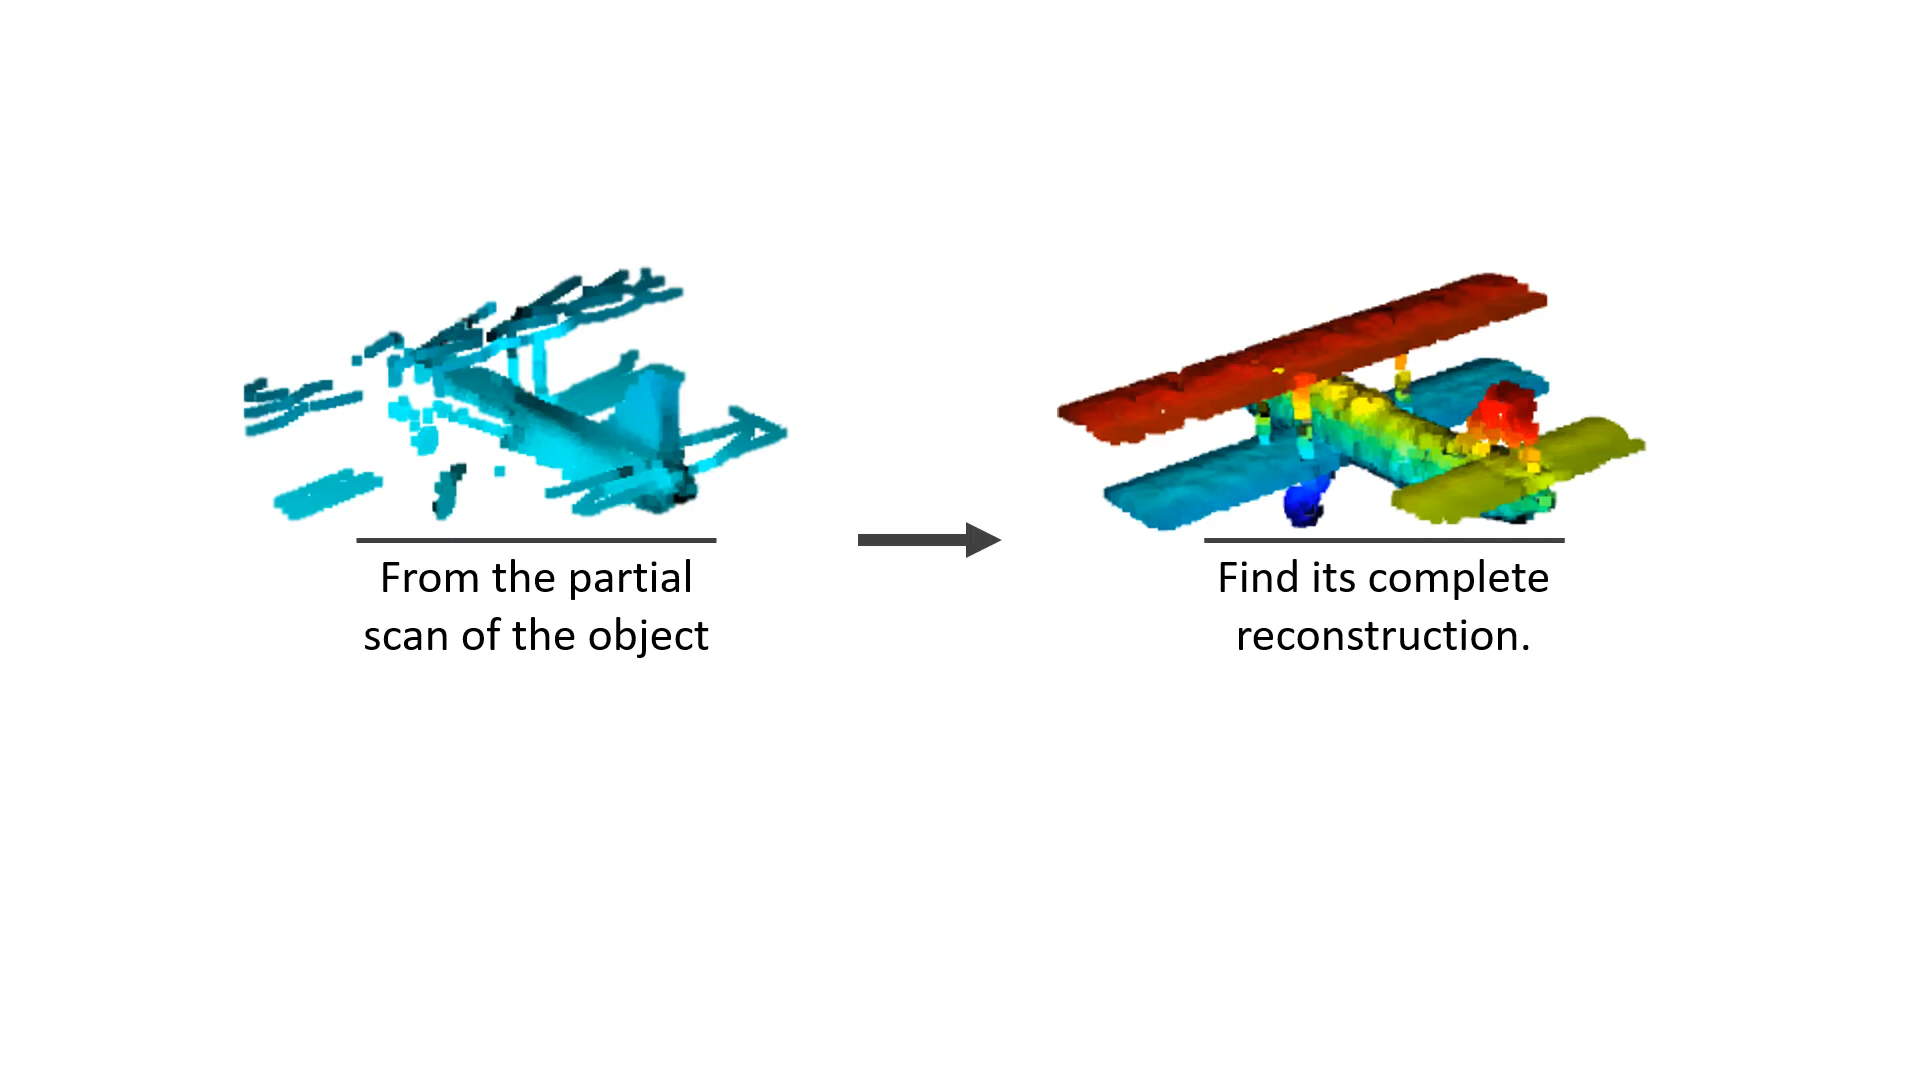 From the partial
scan of the object
Find its complete
reconstruction.